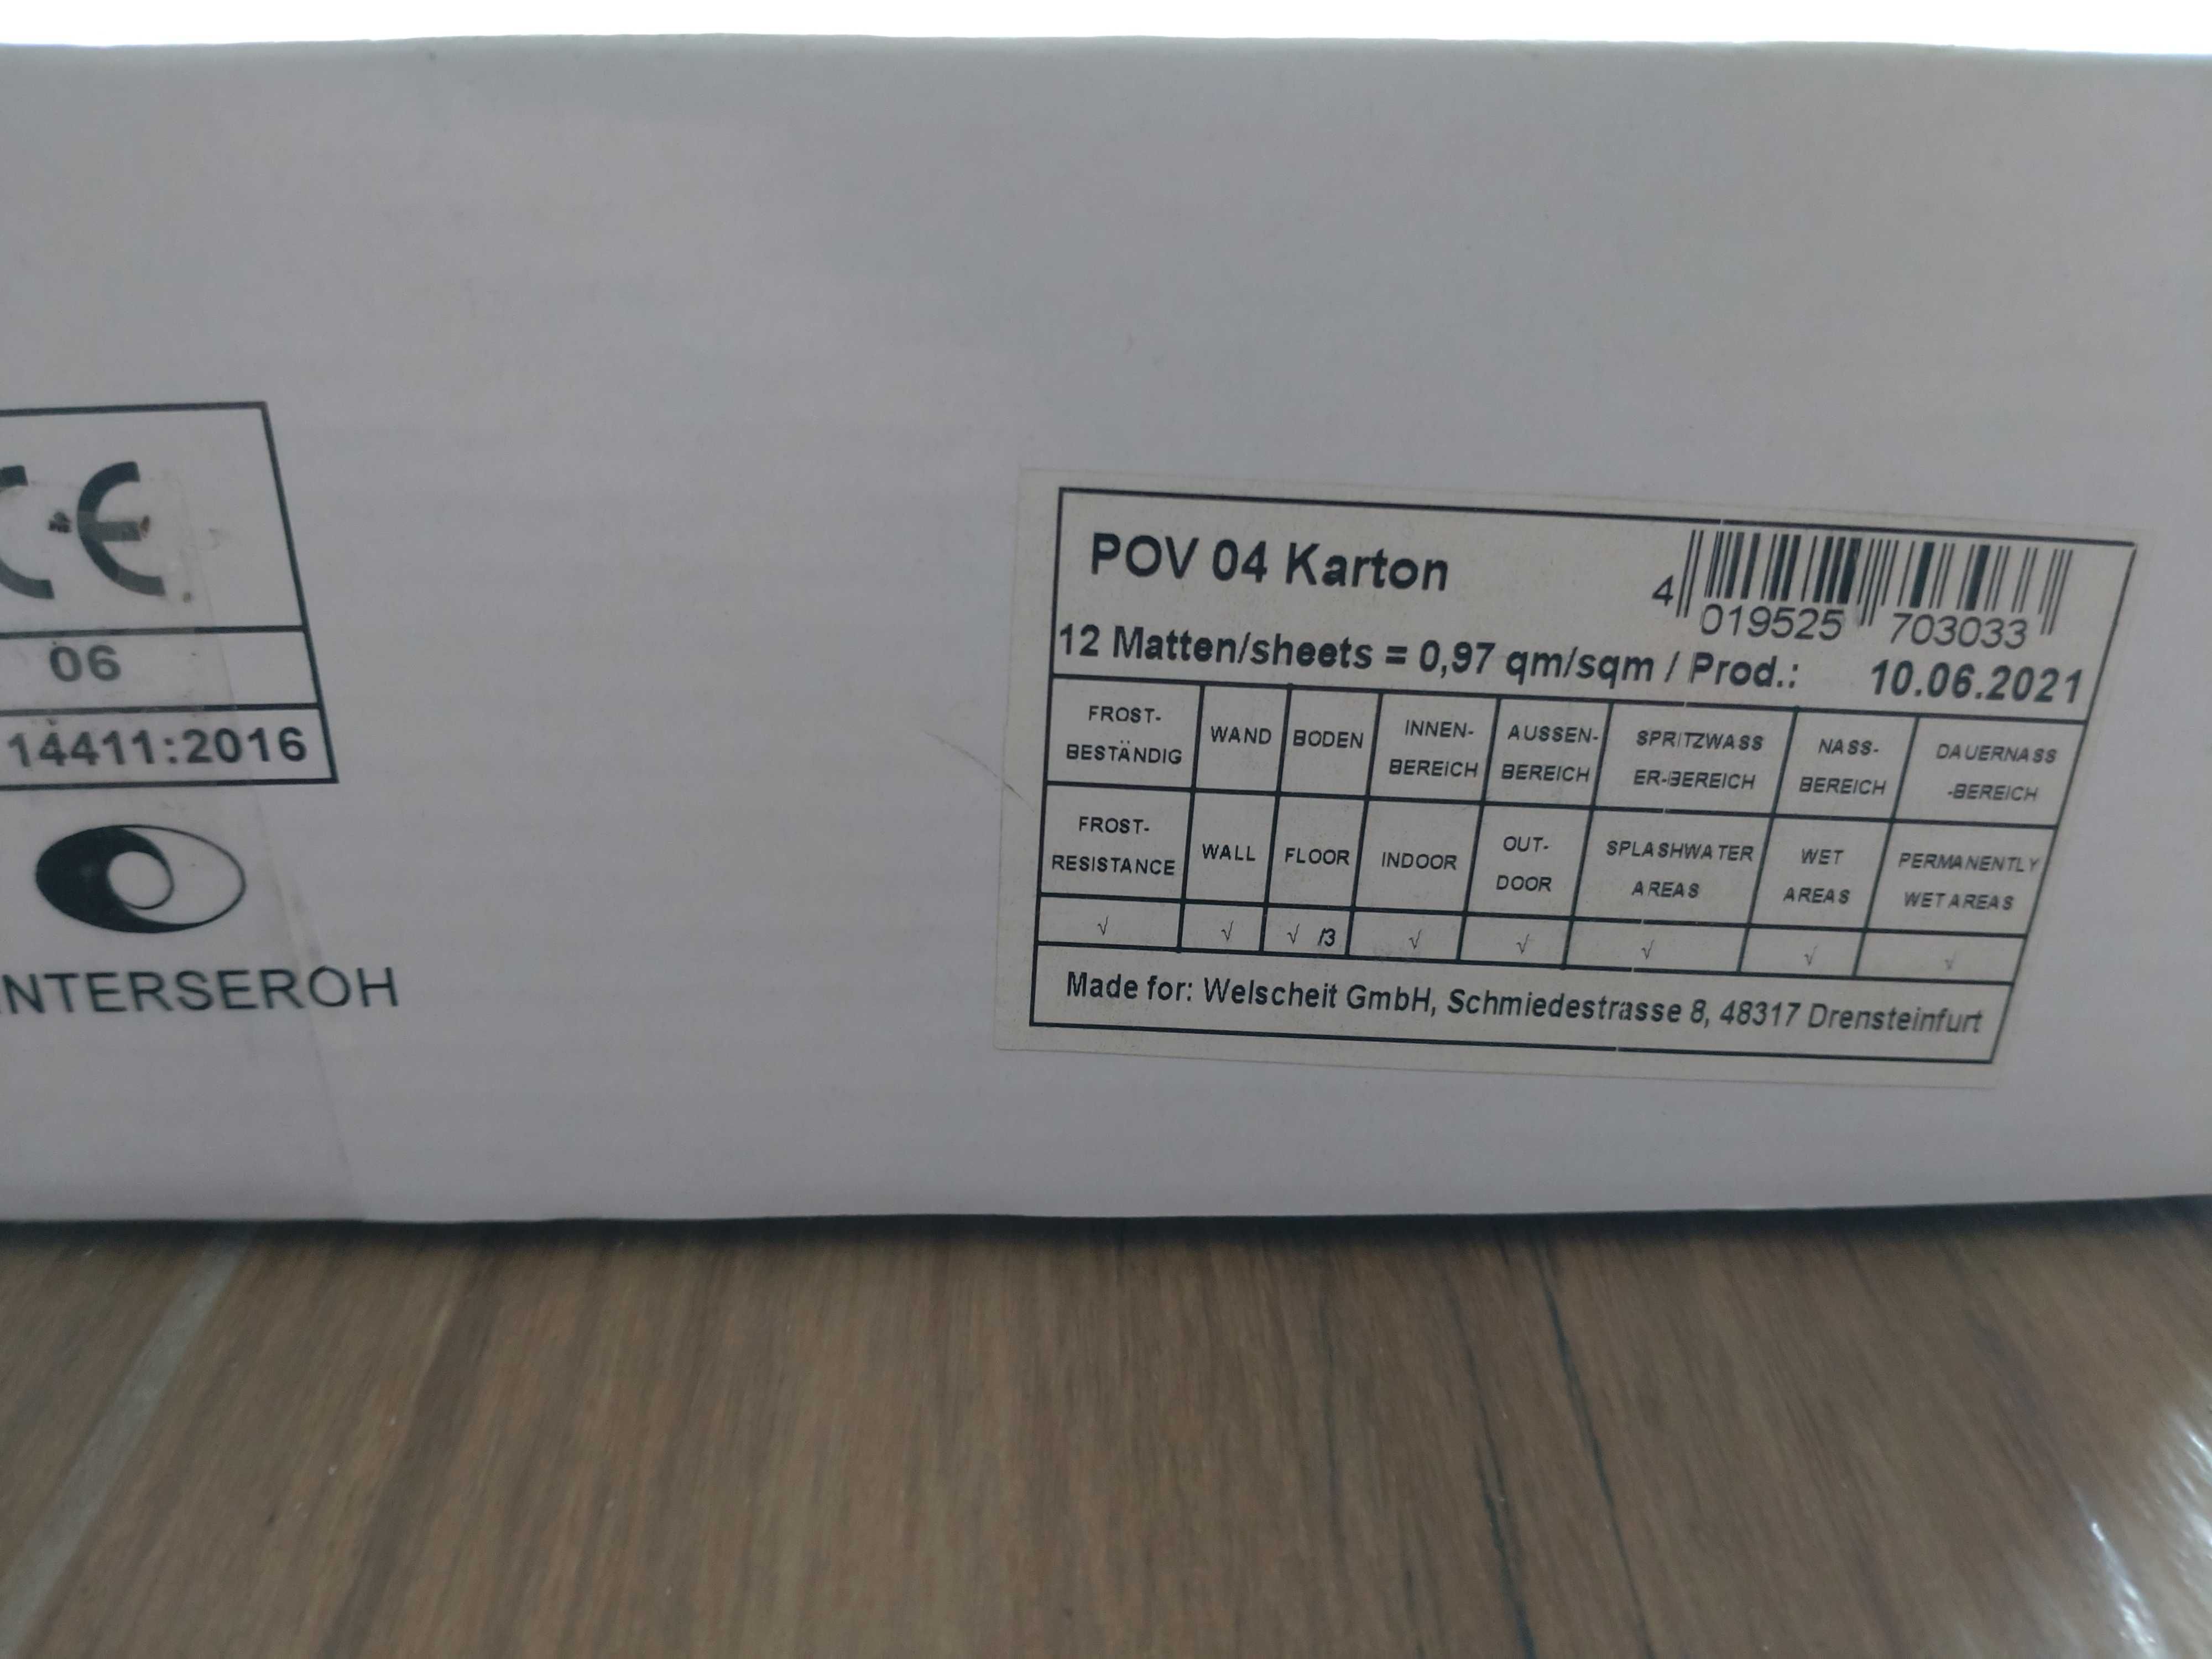 CE
06
14411:2016
INTERSEROH
POV 04 Karton
4 019525 703033
12 Matten/sheets = 0,97 qm/sqm / Prod.: 10.06.2021
FROST-BESTÄNDIG WAND BODEN INNEN-BEREICH AUSSEN-BEREICH SPRITZWASS ER-BEREICH NASS-BEREICH DAUERNASS -BEREICH
FROST-RESISTANCE WALL FLOOR INDOOR OUT-DOOR SPLASHWATER AREAS WET AREAS PERMANENTLY WET AREAS
√ √ √ /3 √ √ √ √ √
Made for: Welscheit GmbH, Schmiedestrasse 8, 48317 Drensteinfurt